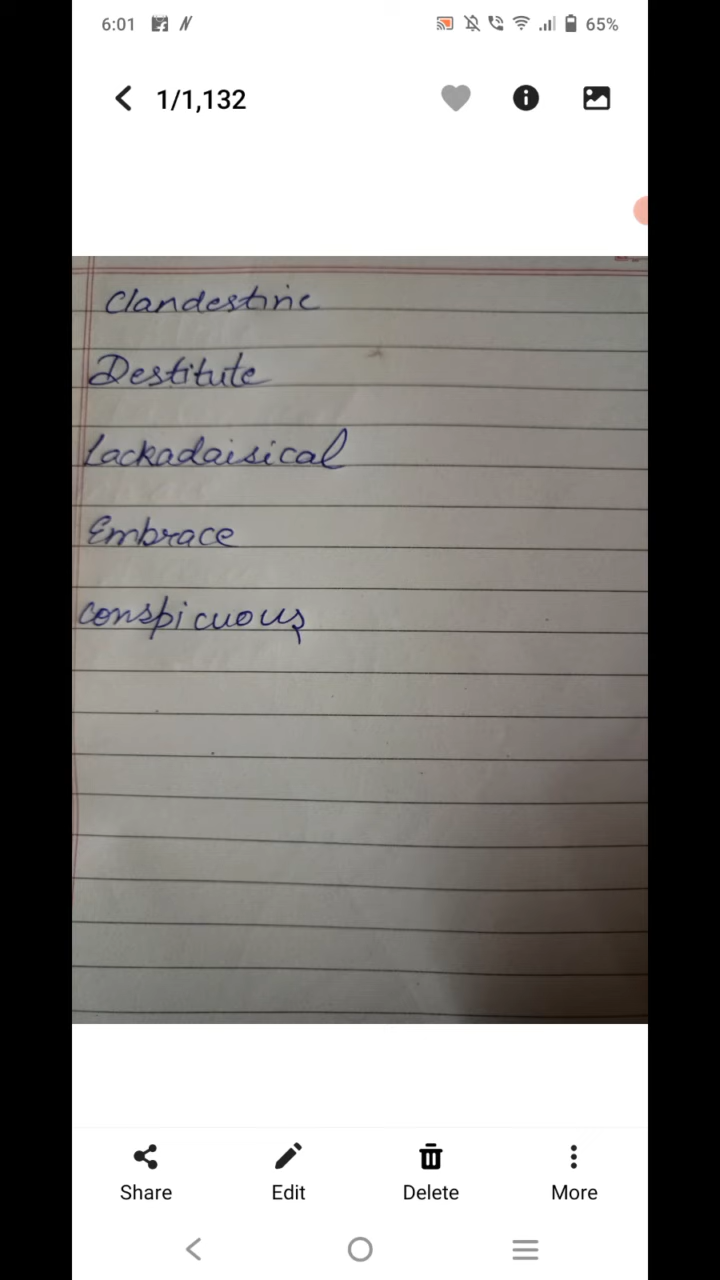 6:01 65%
1/1,132
Clandestine
Destitute
Lackadaisical
Embrace
conspicuous
Share Edit Delete More